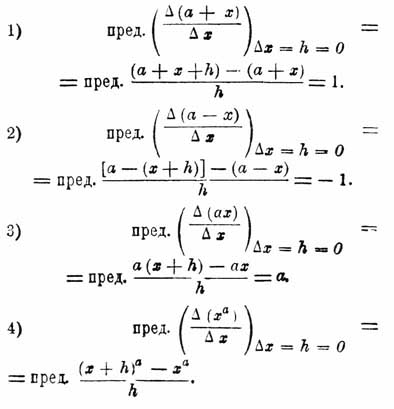 1) пред. (Δ(a + x)/Δx)_{Δx = h = 0} =
= пред. ((a + x + h) — (a + x))/h = 1.
2) пред. (Δ(a — x)/Δx)_{Δx = h = 0} =
= пред. ([a — (x + h)] — (a — x))/h = — 1.
3) пред. (Δ(ax)/Δx)_{Δx = h = 0} =
= пред. (a(x + h) — ax)/h = a.
4) пред. (Δ(x^a)/Δx)_{Δx = h = 0} =
= пред. ((x + h)^a — x^a)/h.